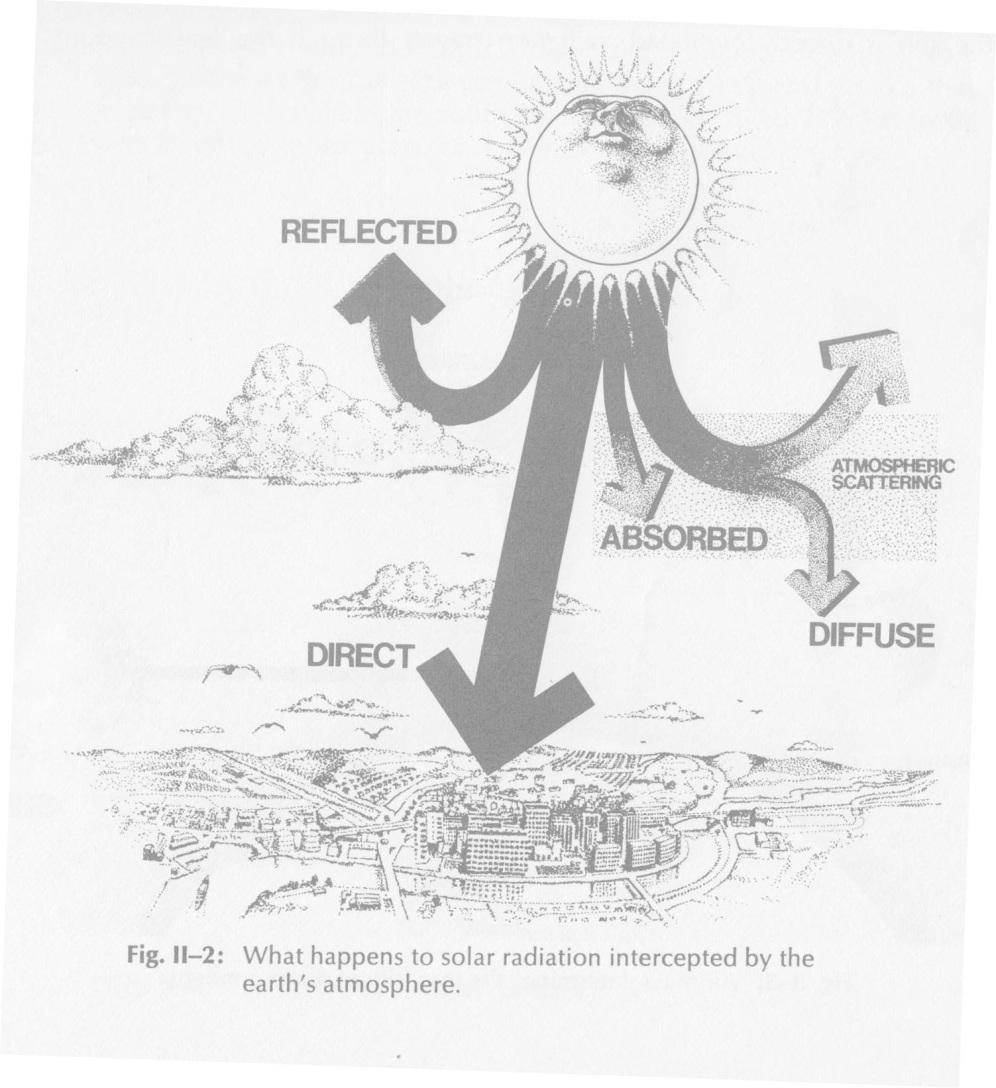 REFLECTED
ATMOSPHERIC
SCATTERING
ABSORBED
DIFFUSE
DIRECT
Fig. II–2: What happens to solar radiation intercepted by the
earth's atmosphere.